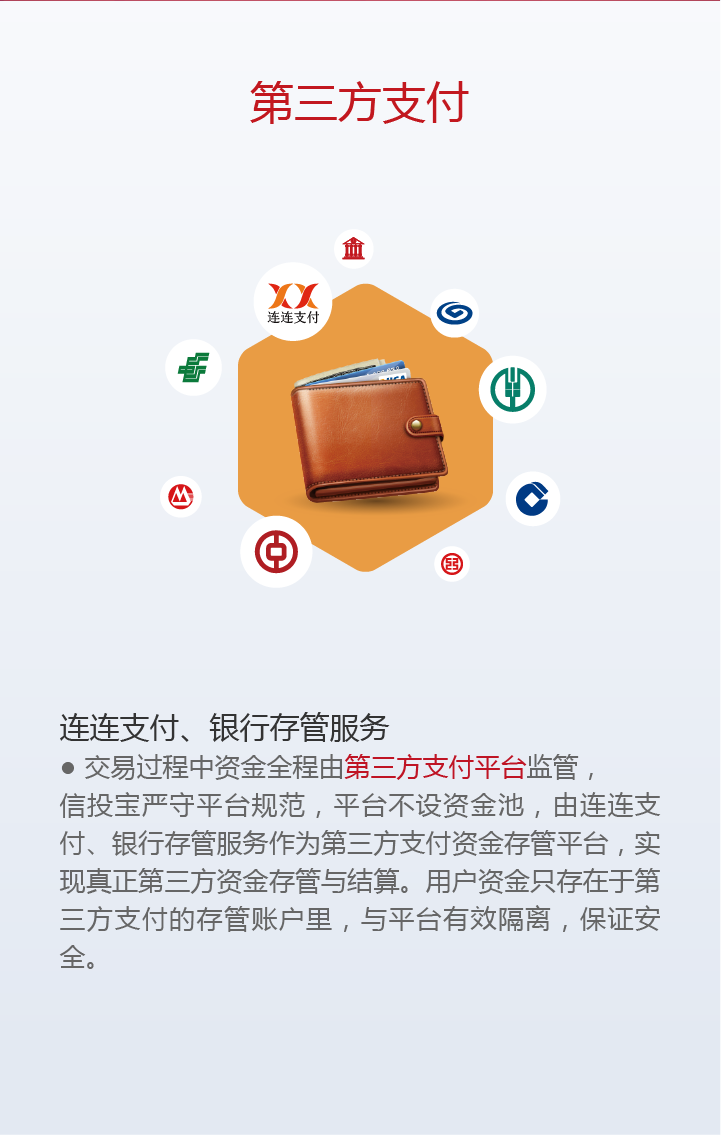 第三方支付
连连支付
VISA
连连支付、银行存管服务
● 交易过程中资金全程由第三方支付平台监管，
信投宝严守平台规范，平台不设资金池，由连连支
付、银行存管服务作为第三方支付资金存管平台，实
现真正第三方资金存管与结算。用户资金只存在于第
三方支付的存管账户里，与平台有效隔离，保证安
全。